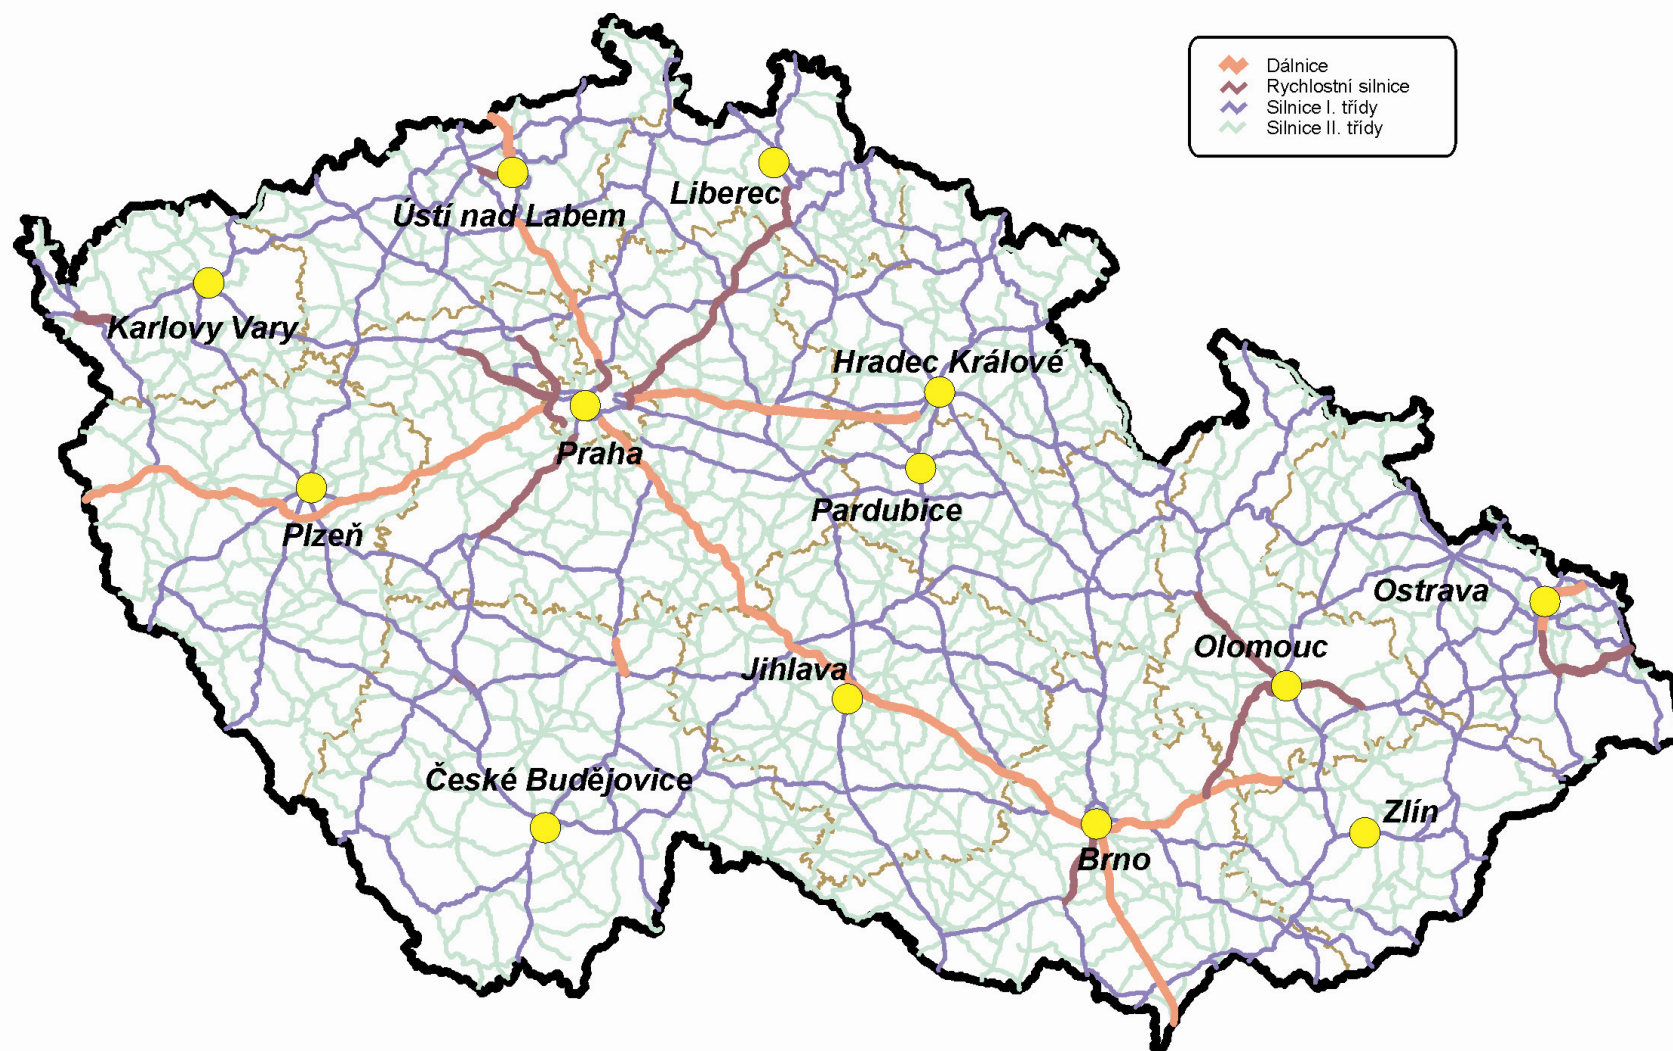 Dálnice
Rychlostní silnice
Silnice I. třídy
Silnice II. třídy
Liberec
Ústí nad Labem
Karlovy Vary
Hradec Králové
Praha
Pardubice
Plzeň
Ostrava
Olomouc
Jihlava
České Budějovice
Zlín
Brno